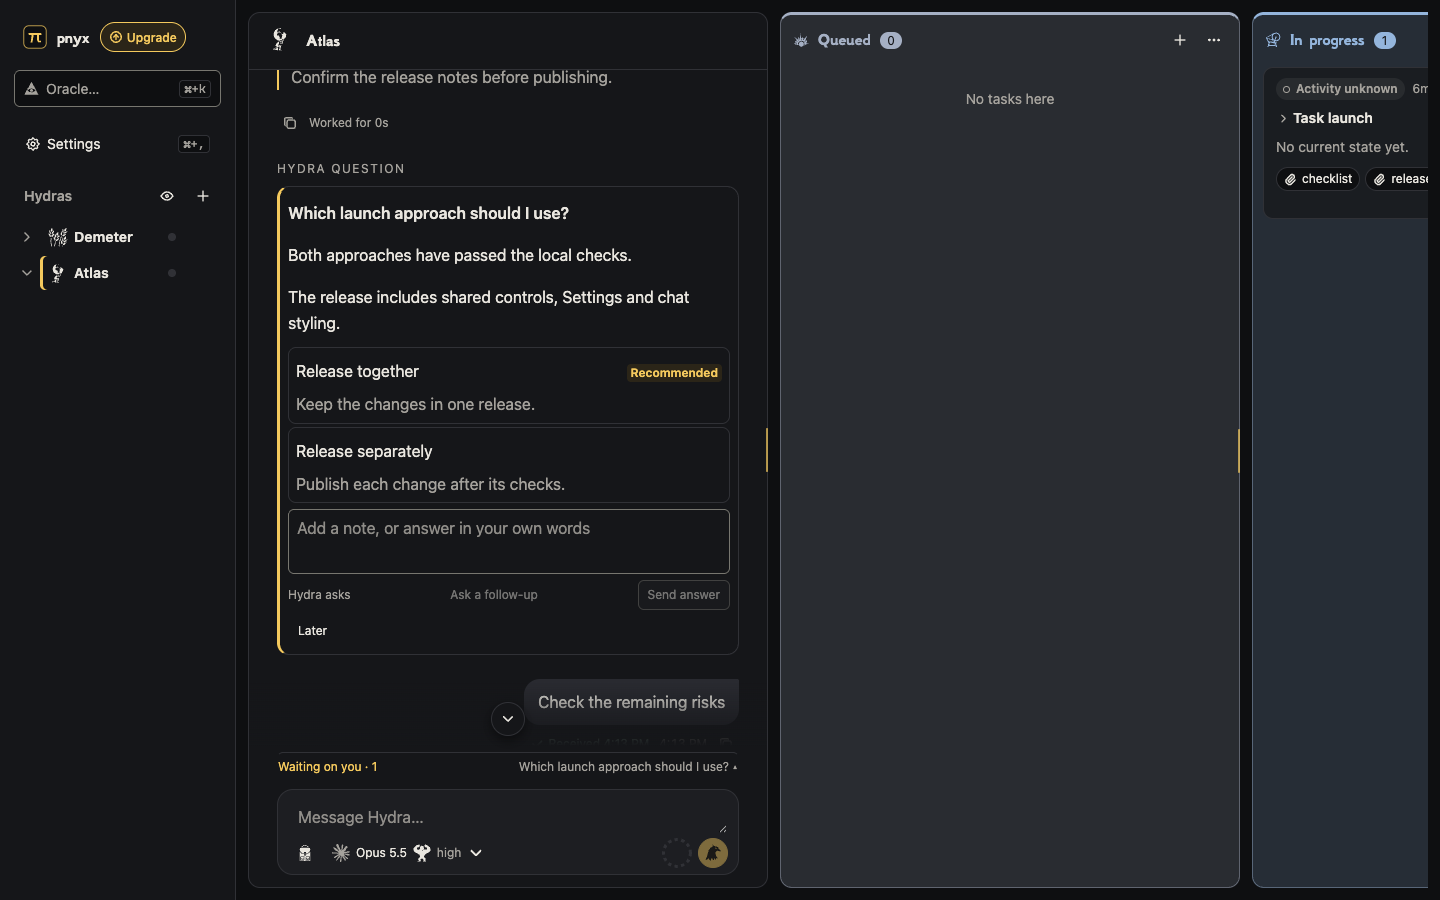 pnyx
Upgrade
Oracle...
⌘+k
Settings
⌘+,
Hydras
Demeter
Atlas
Atlas
Confirm the release notes before publishing.
Worked for 0s
HYDRA QUESTION
Which launch approach should I use?
Both approaches have passed the local checks.
The release includes shared controls, Settings and chat
styling.
Release together
Recommended
Keep the changes in one release.
Release separately
Publish each change after its checks.
Add a note, or answer in your own words
Hydra asks
Ask a follow-up
Send answer
Later
Check the remaining risks
Waiting on you · 1
Which launch approach should I use?
Message Hydra...
Opus 5.5
high
Queued 0
No tasks here
In progress 1
Activity unknown
6m
Task launch
No current state yet.
checklist
release